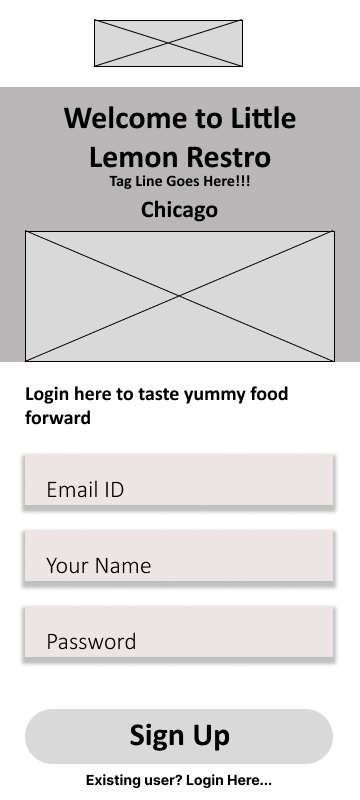 Welcome to Little
Lemon Restro
Tag Line Goes Here!!!
Chicago
Login here to taste yummy food
forward
Email ID
Your Name
Password
Sign Up
Existing user? Login Here...